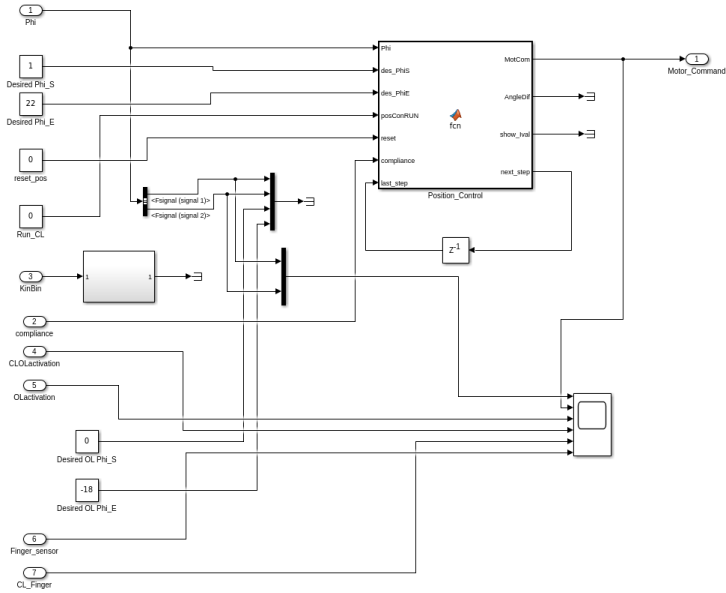 1
Phi
1
Desired Phi_S
22
Desired Phi_E
0
reset_pos
0
Run_CL
3
KinBin
1
1
2
compliance
4
CLOLactivation
5
OLactivation
0
Desired OL Phi_S
-18
Desired OL Phi_E
6
Finger_sensor
7
CL_Finger
<Fsignal (signal 1)>
<Fsignal (signal 2)>
Phi
des_PhiS
des_PhiE
posConRUN
reset
compliance
last_step
fcn
MotCom
AngleDif
show_ival
next_step
Position_Control
Z-1
1
Motor_Command